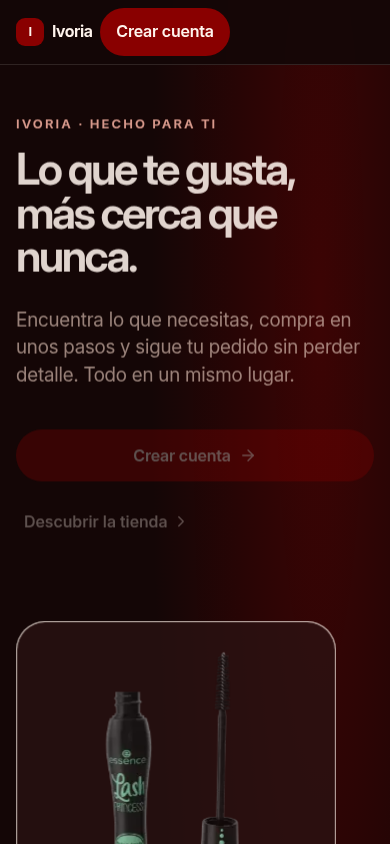 I Ivoria Crear cuenta
IVORIA · HECHO PARA TI
Lo que te gusta,
más cerca que
nunca.
Encuentra lo que necesitas, compra en
unos pasos y sigue tu pedido sin perder
detalle. Todo en un mismo lugar.
Crear cuenta →
Descubrir la tienda >
essence
Lash
PRINCESS